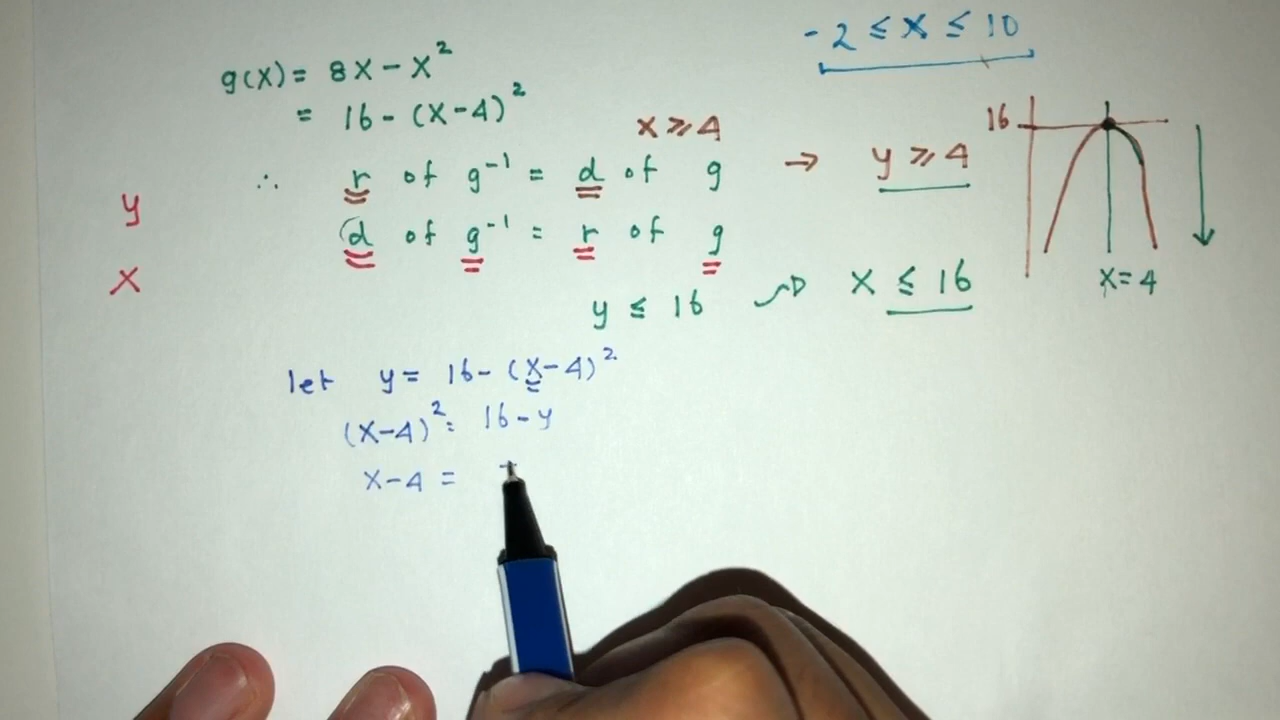 -2 ≤ x ≤ 10
g(x) = 8x - x²
= 16 - (x-4)²
x ≥ 4
16
∴ r of g⁻¹ = d of g → y ≥ 4
y
d of g⁻¹ = r of g
x
y ≤ 16 → x ≤ 16
x = 4
let y = 16 - (x-4)²
(x-4)² = 16 - y
x - 4 =